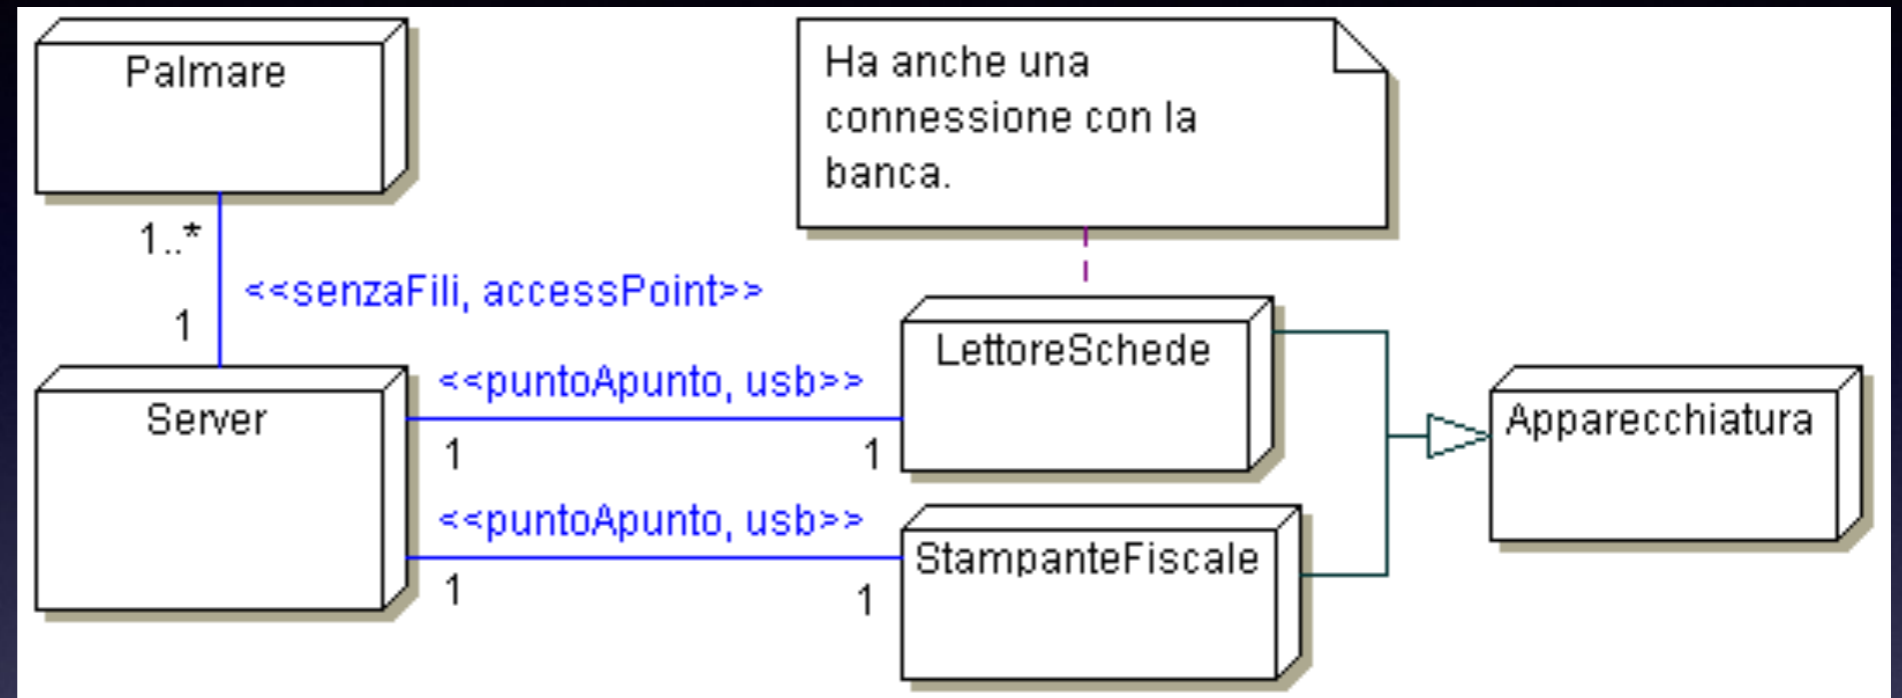 Palmare
Ha anche una
connessione con la
banca.
1..*
<<senzaFili, accessPoint>>
1
LettoreSchede
<<puntoApunto, usb>>
Server
Apparecchiatura
1
1
<<puntoApunto, usb>>
StampanteFiscale
1
1